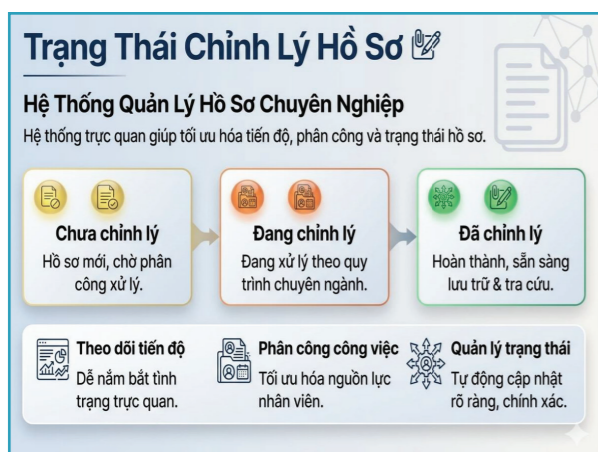 Trạng Thái Chỉnh Lý Hồ Sơ
Hệ Thống Quản Lý Hồ Sơ Chuyên Nghiệp
Hệ thống trực quan giúp tối ưu hóa tiến độ, phân công và trạng thái hồ sơ.
Chưa chỉnh lý
Hồ sơ mới, chờ phân
công xử lý.
Đang chỉnh lý
Đang xử lý theo quy
trình chuyên ngành.
Đã chỉnh lý
Hoàn thành, sẵn sàng
lưu trữ & tra cứu.
Theo dõi tiến độ
Dễ nắm bắt tình
trạng trực quan.
Phân công công việc
Tối ưu hóa nguồn lực
nhân viên.
Quản lý trạng thái
Tự động cập nhật
rõ ràng, chính xác.